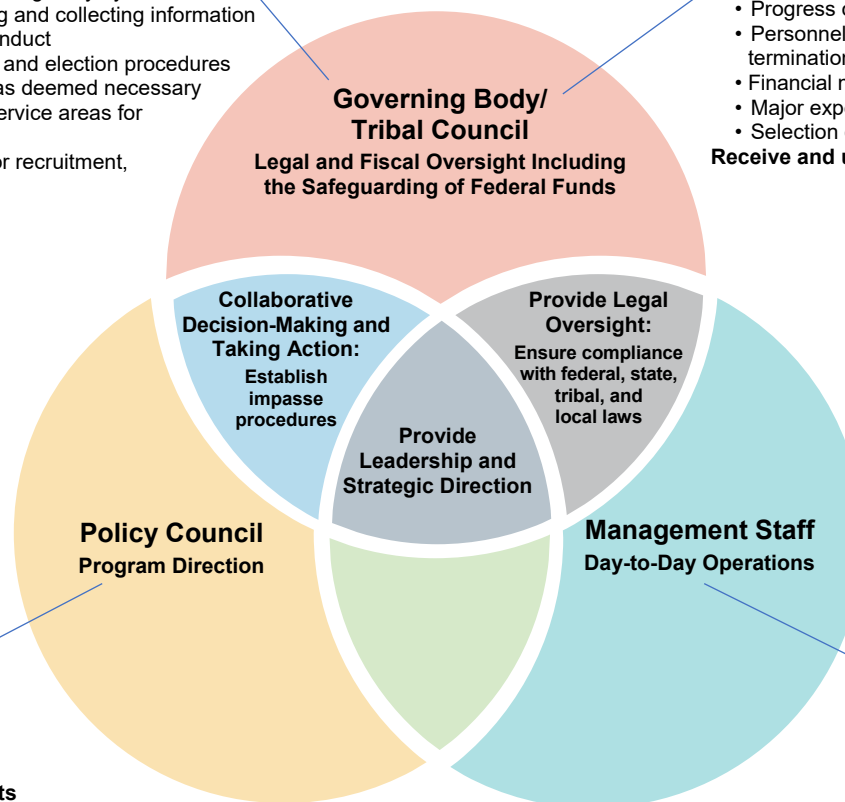 g and collecting information
nduct
and election procedures
as deemed necessary
ervice areas for
or recruitment,
• Progress
• Personnel
termination
• Financial
• Major
• Selection
Receive and
Governing Body/
Tribal Council
Legal and Fiscal Oversight Including
the Safeguarding of Federal Funds
Collaborative
Decision-Making and
Taking Action:
Establish
impasse
procedures
Provide Legal
Oversight:
Ensure compliance
with federal, state,
tribal, and
local laws
Provide
Leadership and
Strategic Direction
Policy Council
Program Direction
Management Staff
Day-to-Day Operations
ts